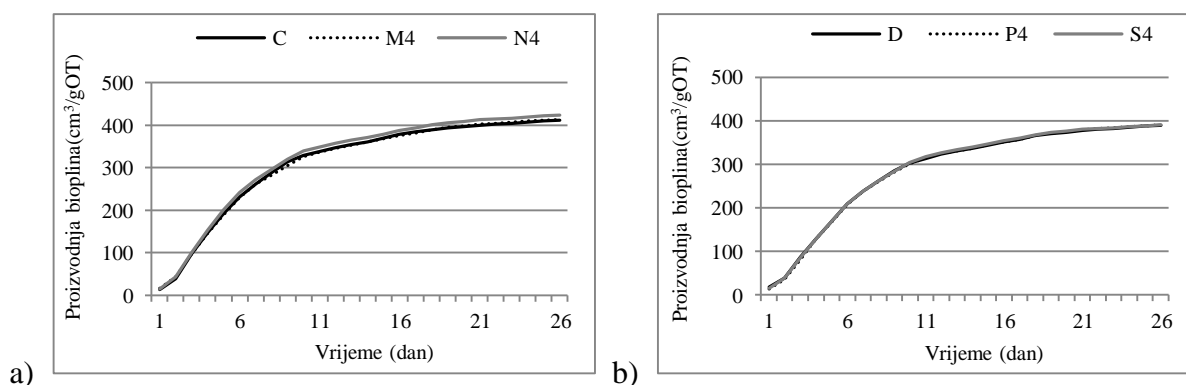 C M4 N4
Proizvodnja bioplina(cm³/gOT)
500
400
300
200
100
0
1 6 11 16 21 26
Vrijeme (dan)
a)
D P4 S4
Proizvodnja bioplina(cm³/gOT)
500
400
300
200
100
0
1 6 11 16 21 26
Vrijeme (dan)
b)